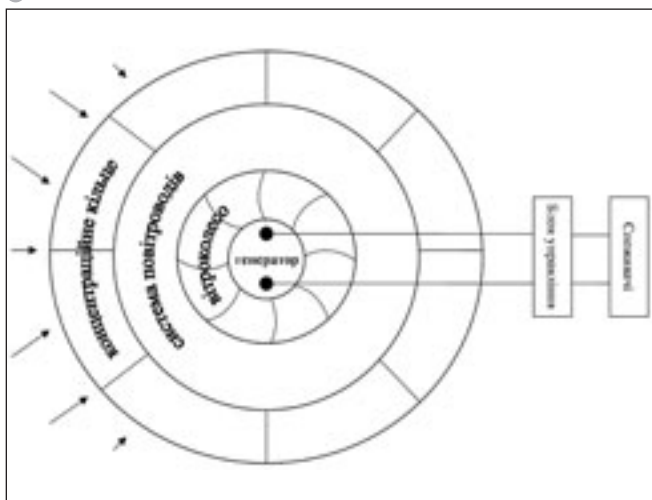 концентраційне кільце
система повітроводів
вітроколесо
генератор
Блок управління
Споживачі